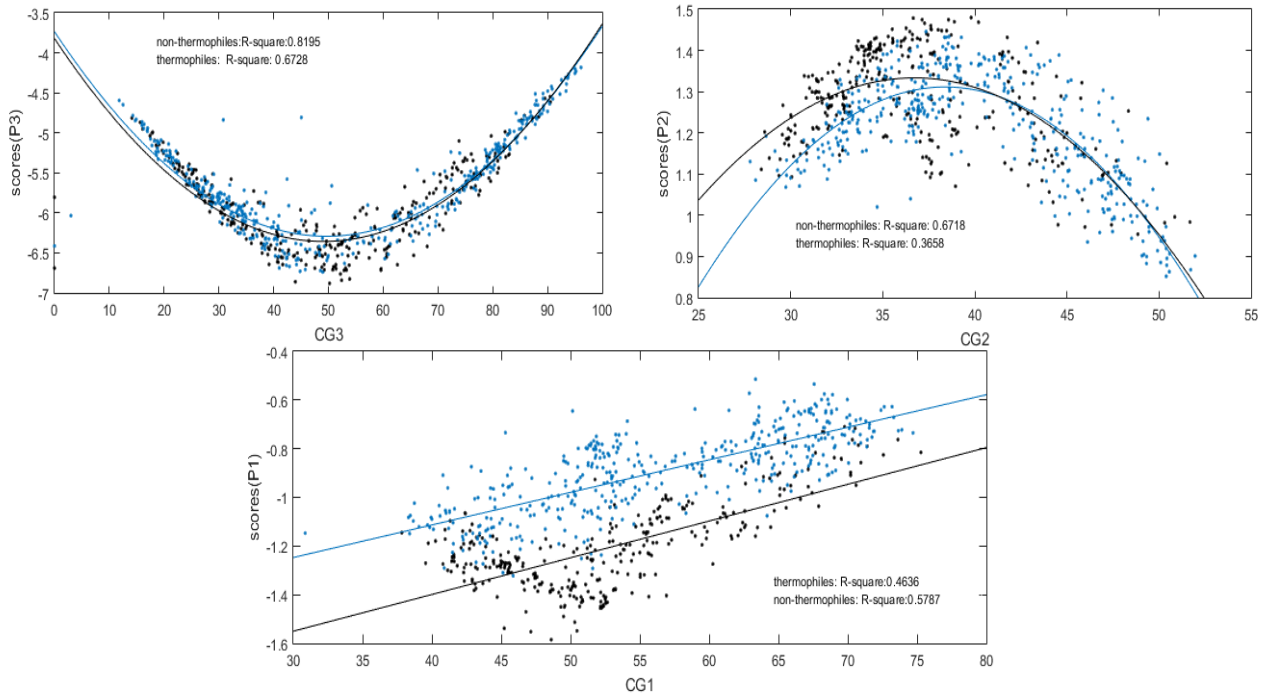 -3.5
-4
-4.5
-5
-5.5
-6
-6.5
-7
scores(P3)
non-thermophiles:R-square:0.8195
thermophiles: R-square: 0.6728
0 10 20 30 40 50 60 70 80 90 100
CG3
1.5
1.4
1.3
1.2
1.1
1
0.9
0.8
scores(P2)
non-thermophiles: R-square: 0.6718
thermophiles: R-square: 0.3658
25 30 35 40 45 50 55
CG2
-0.4
-0.6
-0.8
-1
-1.2
-1.4
-1.6
scores(P1)
thermophiles: R-square:0.4636
non-thermophiles: R-square:0.5787
30 35 40 45 50 55 60 65 70 75 80
CG1